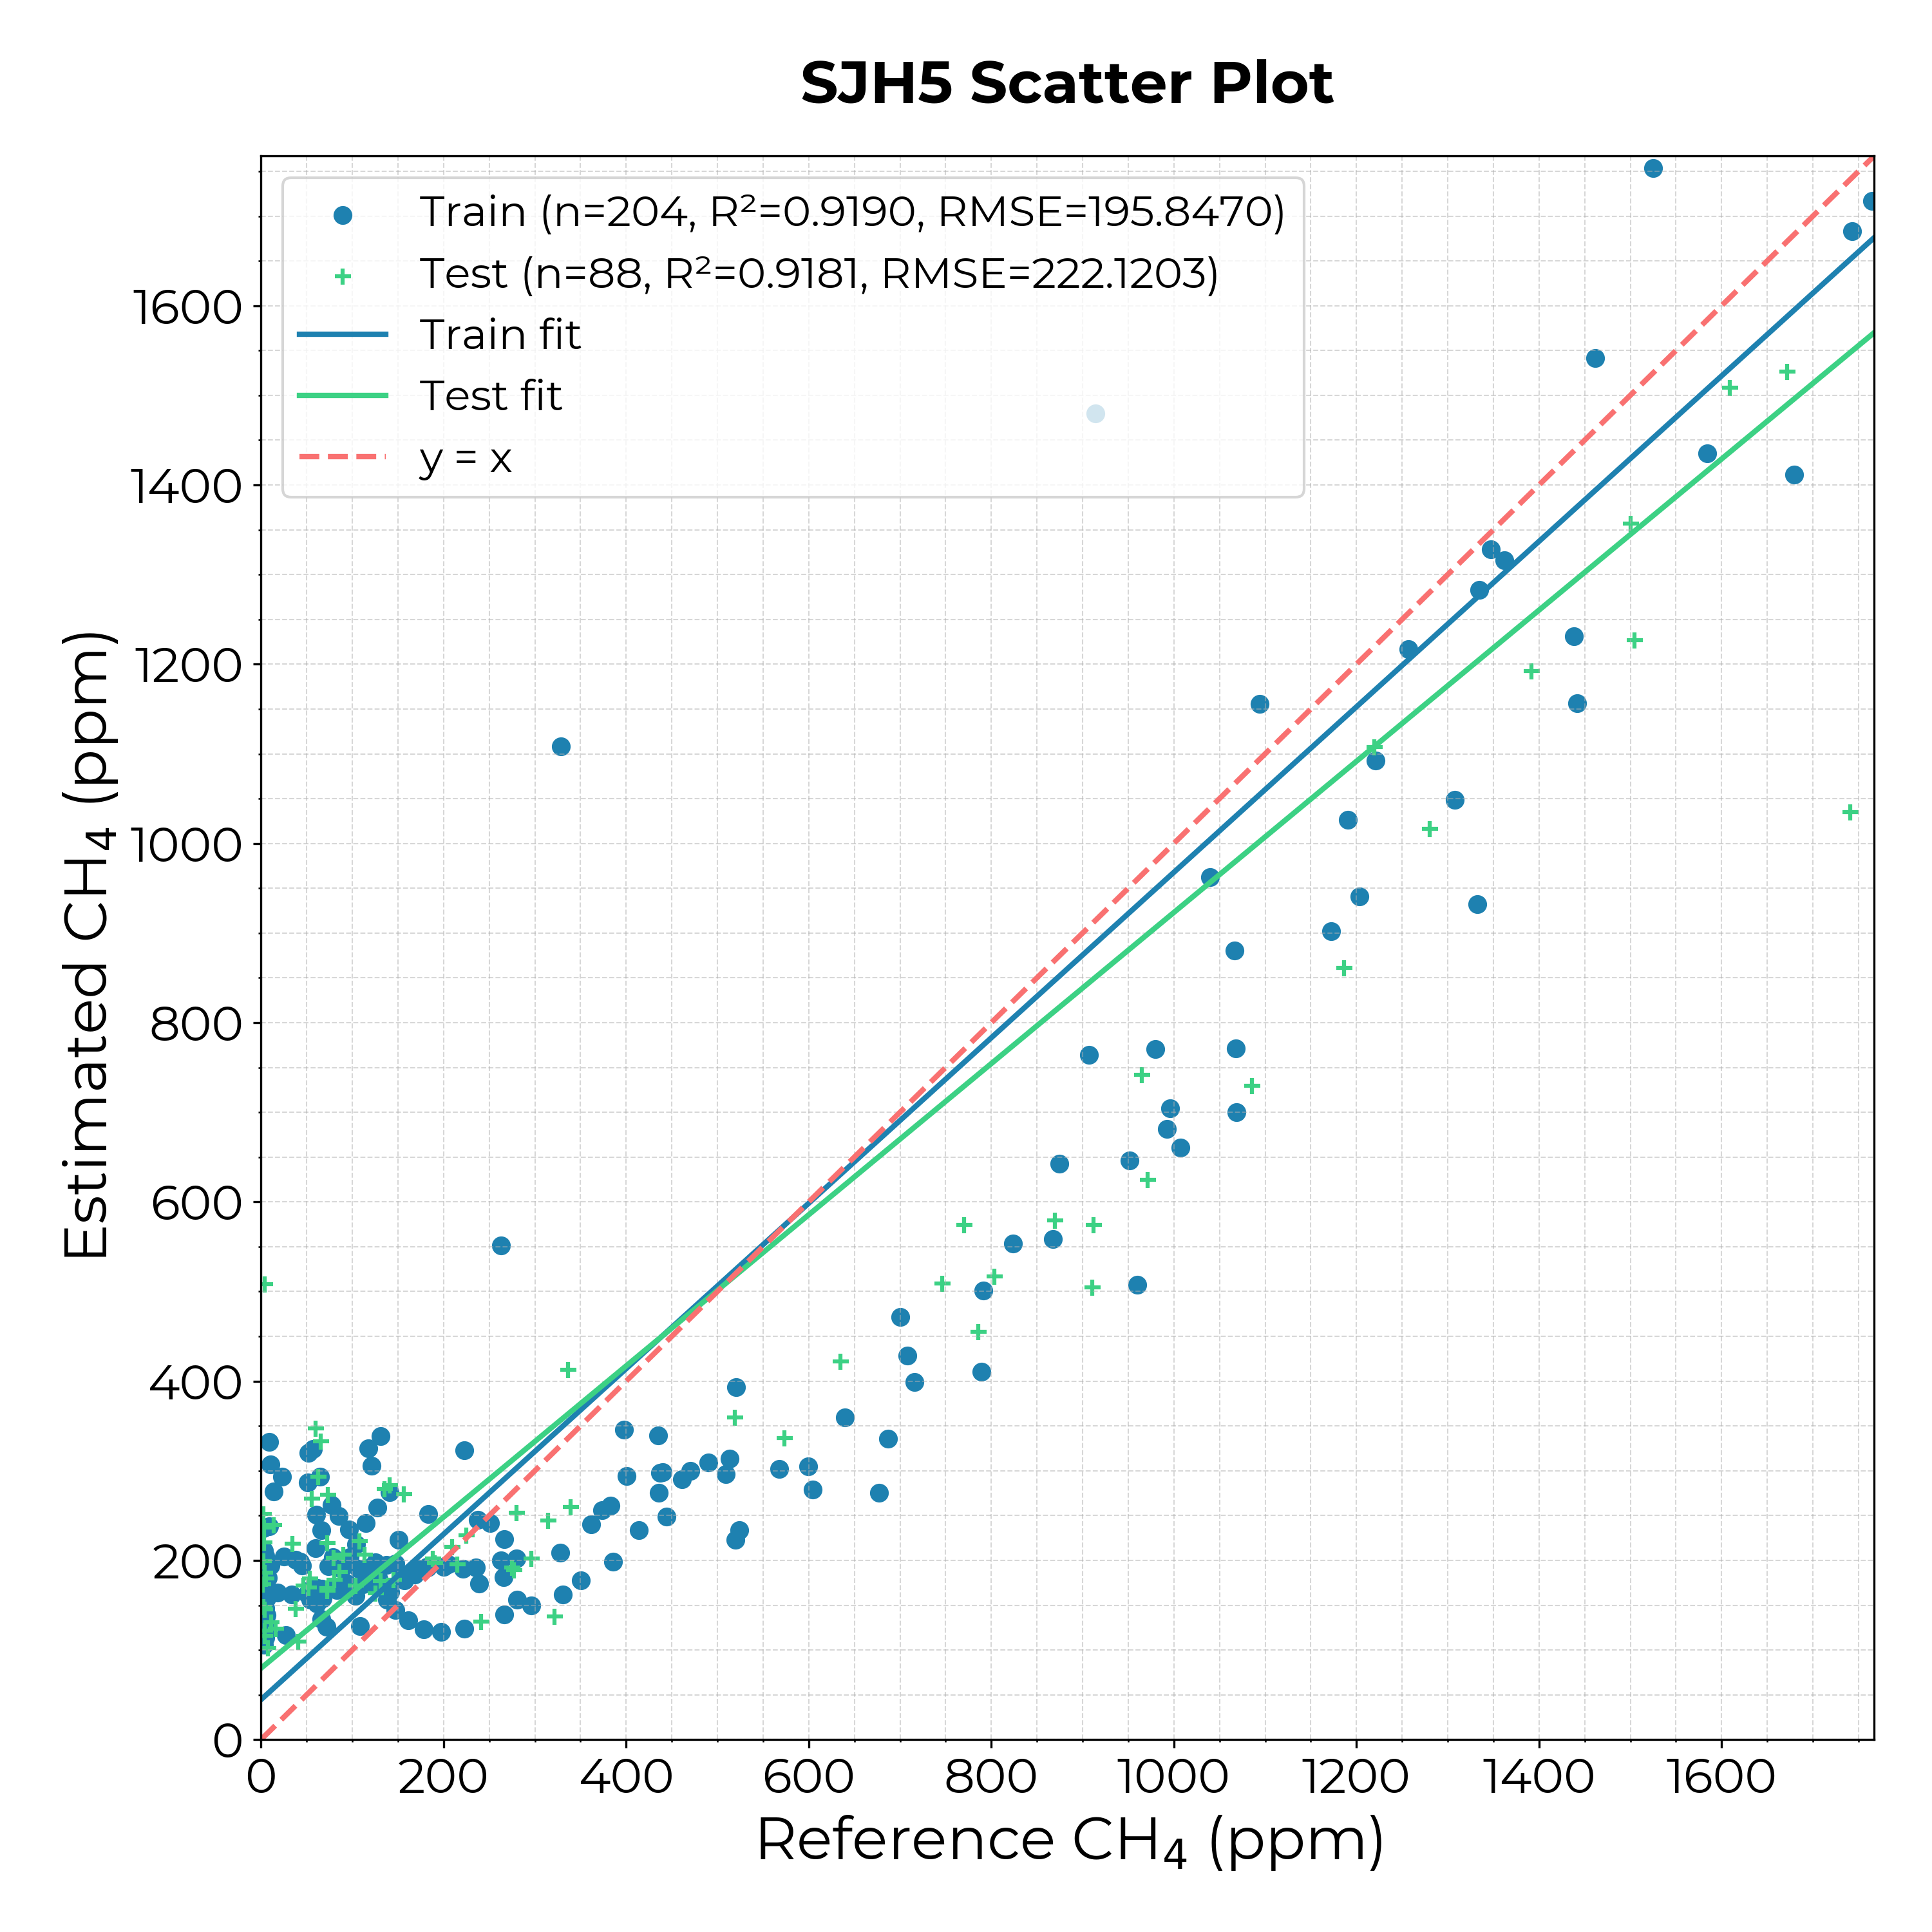 SJH5 Scatter Plot
Train (n=204, R²=0.9190, RMSE=195.8470)
Test (n=88, R²=0.9181, RMSE=222.1203)
Train fit
Test fit
y = x
1600
1400
1200
1000
800
600
400
200
0
Estimated CH₄ (ppm)
0 200 400 600 800 1000 1200 1400 1600
Reference CH₄ (ppm)